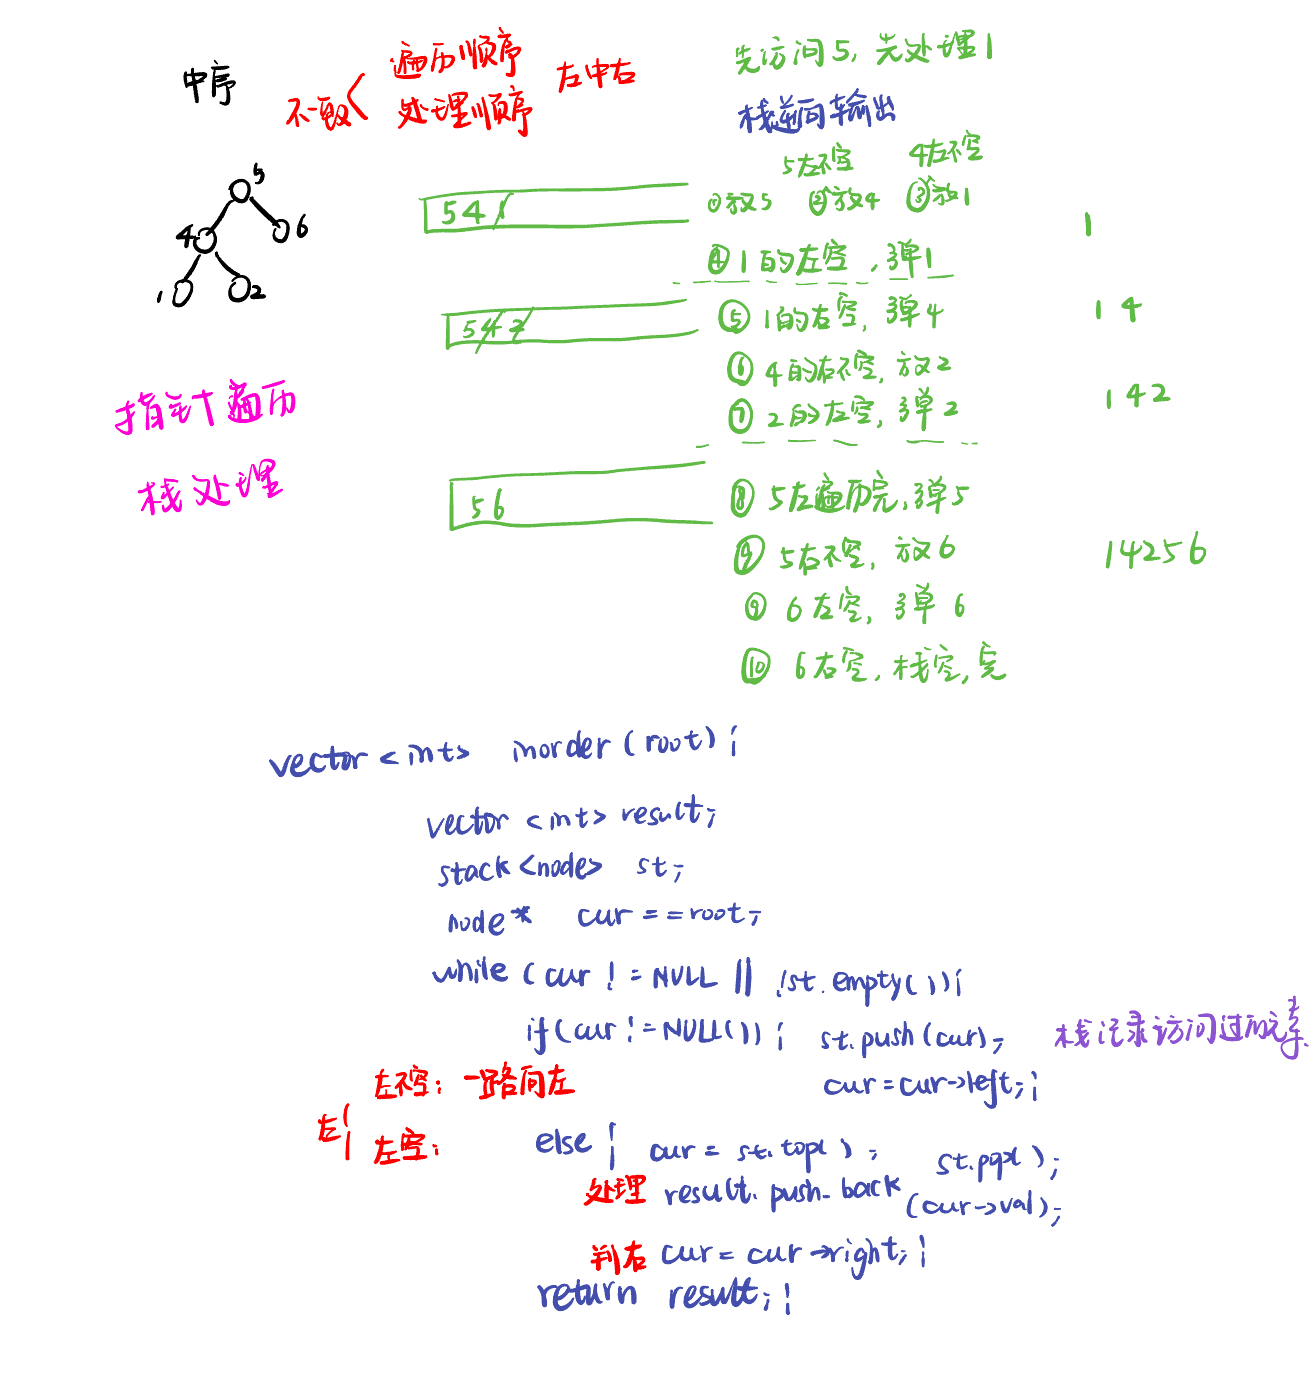 中序
不一致
遍历顺序
处理顺序
左中右
先访问5, 先处理1
栈逆向输出
5左不空 4左不空
①放5 ②放4 ③放1
5
4 6
1 2
5 4 1
1
④ 1的左空, 弹1
⑤ 1的右空, 弹4
1 4
5 4 2
⑥ 4的右不空, 放2
⑦ 2的左空, 弹2
1 4 2
指针遍历
栈处理
5 6
⑧ 5左遍历完, 弹5
⑨ 5右不空, 放6
14256
⑨ 6左空, 弹 6
⑩ 6右空, 栈空, 完
vector <int> inorder (root) {
vector <int> result;
stack <node> st;
node* cur == root;
while (cur != NULL || !st.empty()) {
if (cur != NULL()) { st.push(cur);
栈记录访问过的元素.
cur = cur->left; }
左{
左不空: 一路向左
左空:
else { cur = st.top(); st.pop();
处理 result.push_back (cur->val);
判右 cur = cur->right; }
return result; }